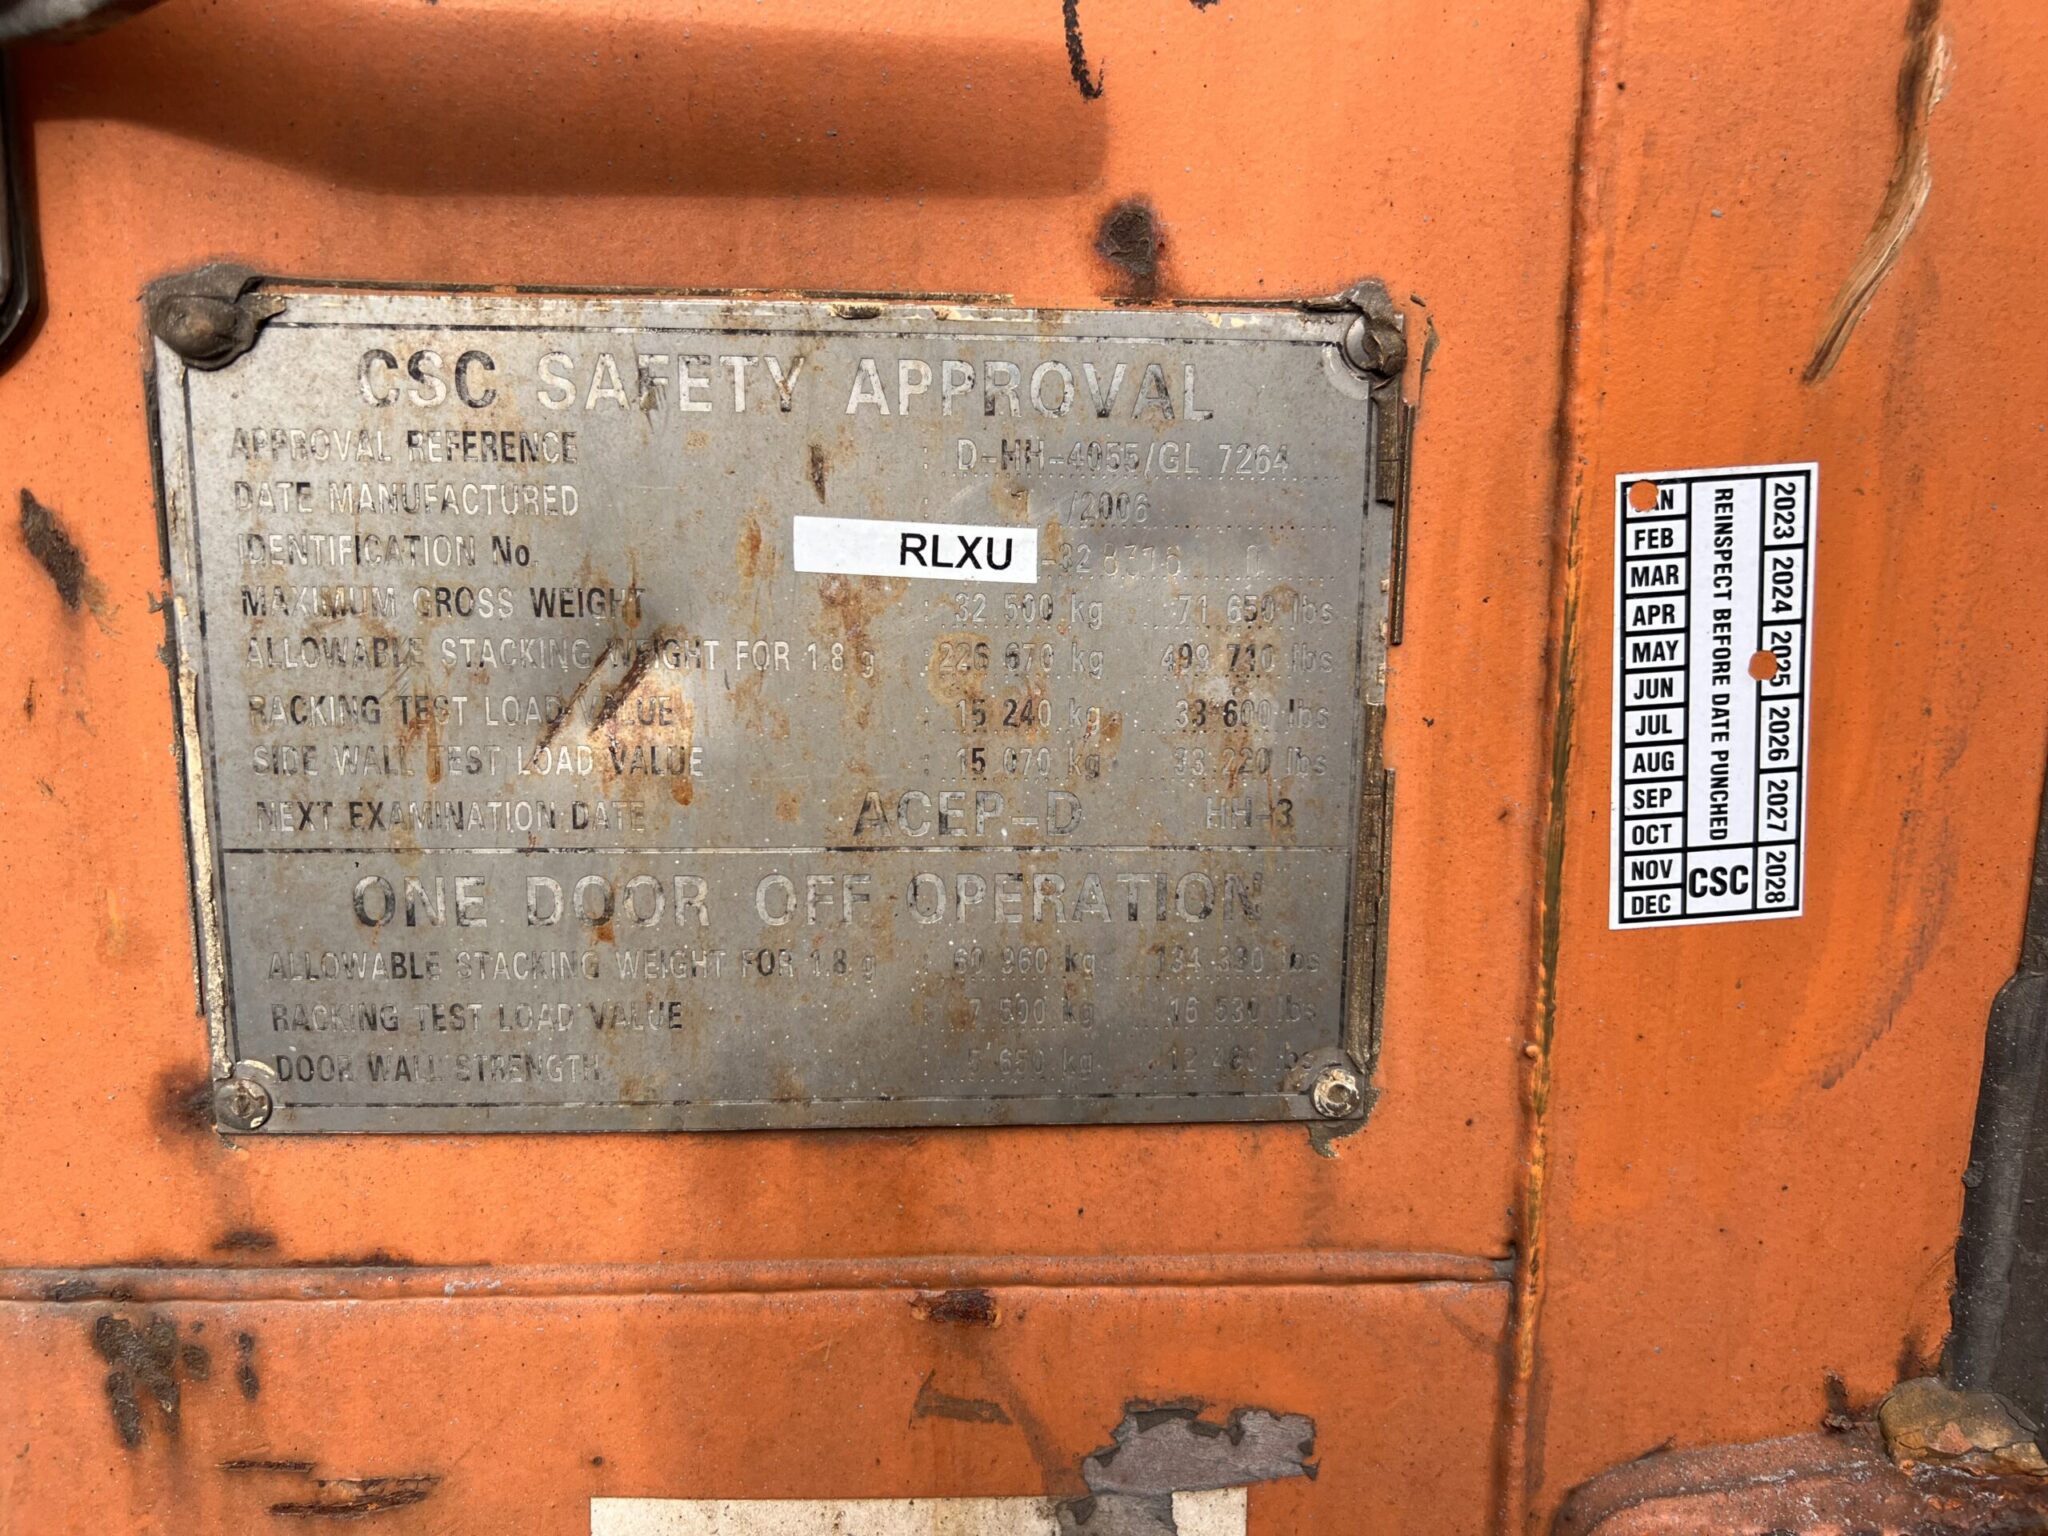 CSC SAFETY APPROVAL
APPROVAL REFERENCE : D-HH-4055/GL 7264
DATE MANUFACTURED : /2006
IDENTIFICATION No. RLXU
MAXIMUM GROSS WEIGHT : 32 500 kg 71 650 lbs
ALLOWABLE STACKING WEIGHT FOR 1.8 g : 226 670 kg lbs
RACKING TEST LOAD VALUE : 15 240 kg 33 600 lbs
SIDE WALL TEST LOAD VALUE : 15 070 kg 33 220 lbs
NEXT EXAMINATION DATE ACEP-D HH-3
ONE DOOR OFF OPERATION
ALLOWABLE STACKING WEIGHT FOR 1.8 g : 60 960 kg lbs
RACKING TEST LOAD VALUE : 7 500 kg 16 530 lbs
DOOR WALL STRENGTH : 5 650 kg 12 460 lbs
FEB
MAR
APR
MAY
JUN
JUL
AUG
SEP
OCT
NOV
DEC
REINSPECT BEFORE DATE PUNCHED
CSC
2023
2024
2025
2026
2027
2028